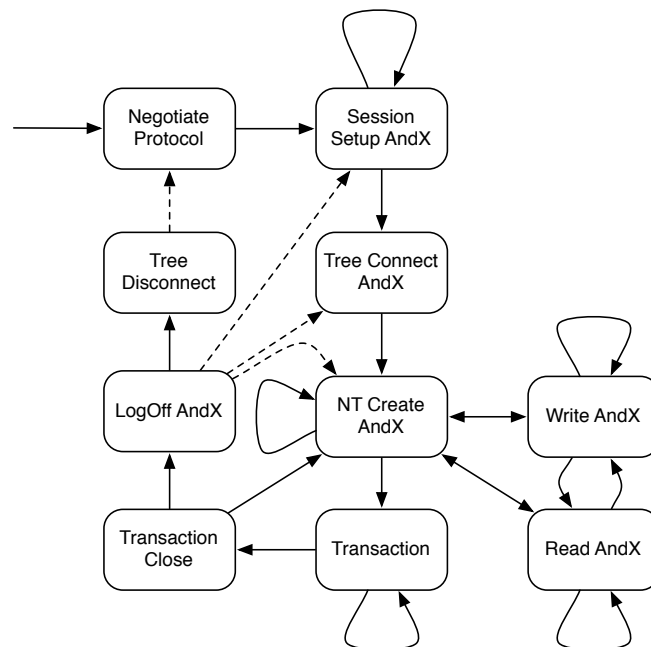 Negotiate
Protocol
Session
Setup AndX
Tree
Disconnect
Tree Connect
AndX
LogOff AndX
NT Create
AndX
Write AndX
Transaction
Close
Transaction
Read AndX